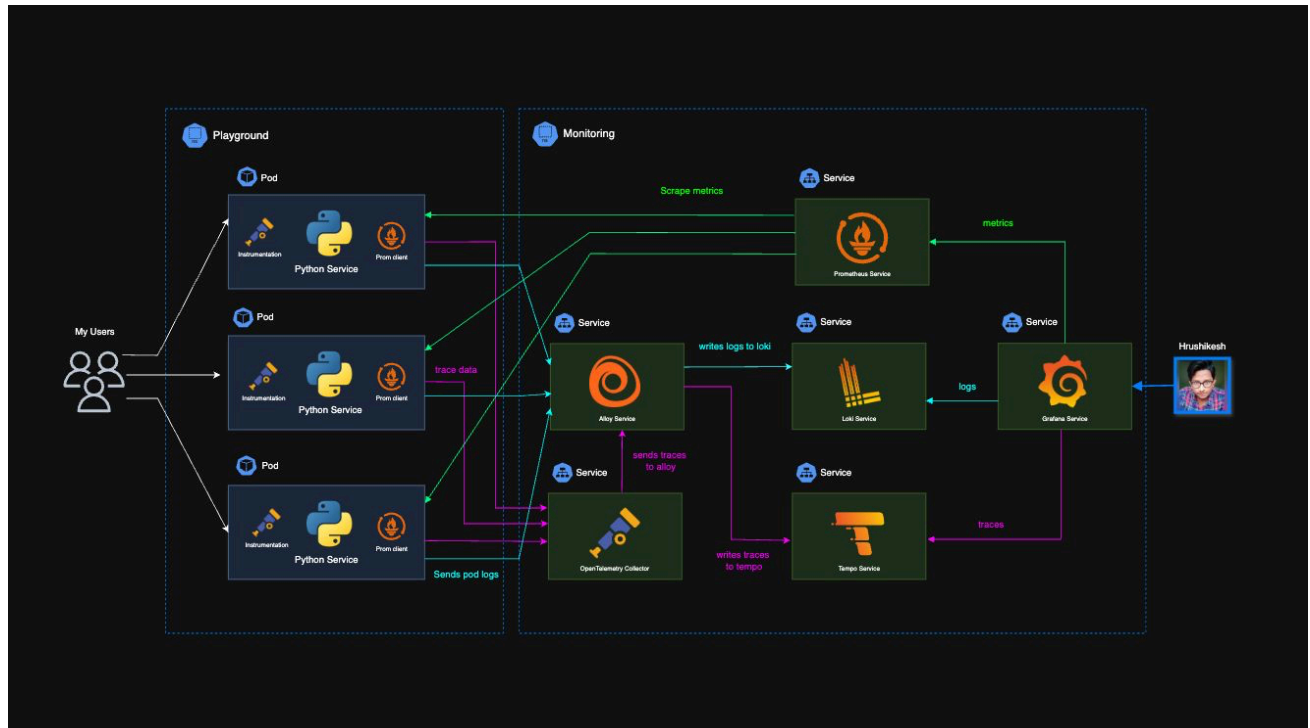 Playground
Monitoring
Pod
Service
Scrape metrics
metrics
Instrumentation
Python Service
Prom client
Prometheus Service
My Users
Pod
Service
Service
Service
Hrushikesh
trace data
writes logs to loki
logs
Instrumentation
Python Service
Prom client
Alloy Service
Loki Service
Grafana Service
sends traces
to alloy
Pod
Service
Service
Instrumentation
Python Service
Prom client
traces
writes traces
to tempo
OpenTelemetry Collector
Tempo Service
Sends pod logs